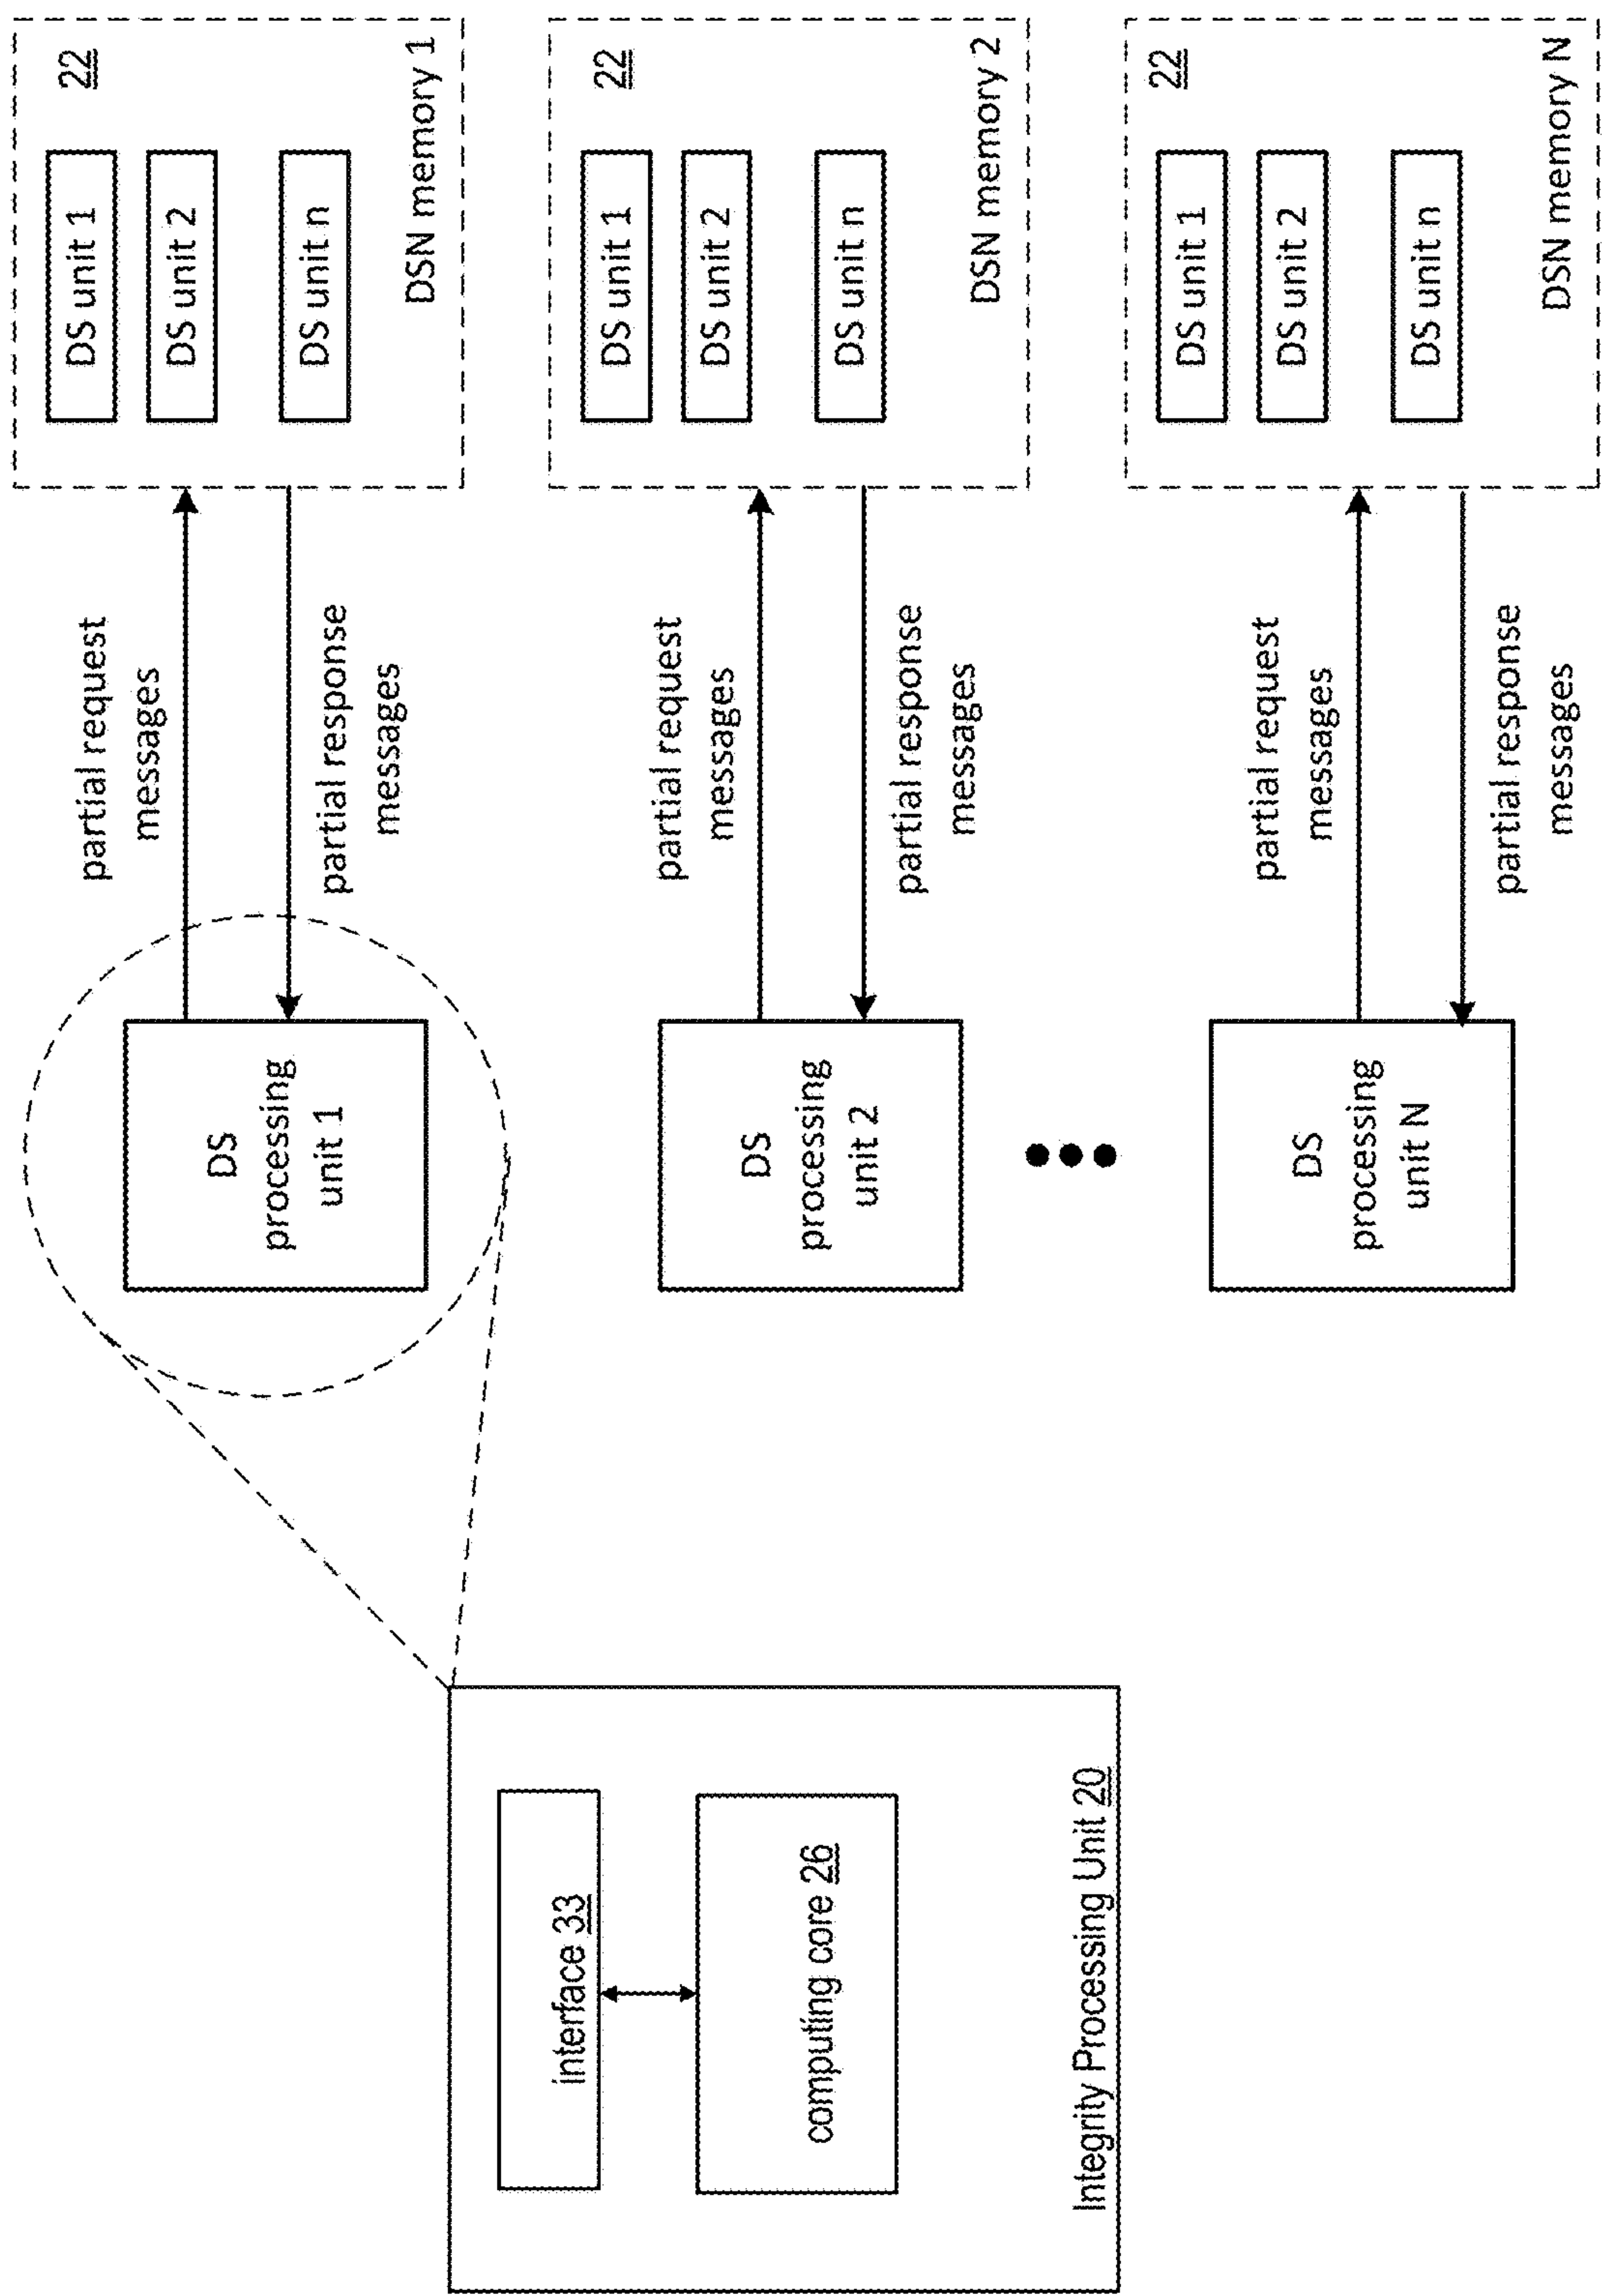 22
DS unit 1
DS unit 2
DS unit n
DSN memory 1
partial request
messages
partial response
messages
DS
processing
unit 1
22
DS unit 1
DS unit 2
DS unit n
DSN memory 2
partial request
messages
partial response
messages
DS
processing
unit 2
22
DS unit 1
DS unit 2
DS unit n
DSN memory N
partial request
messages
partial response
messages
DS
processing
unit N
interface 33
computing core 26
Integrity Processing Unit 20